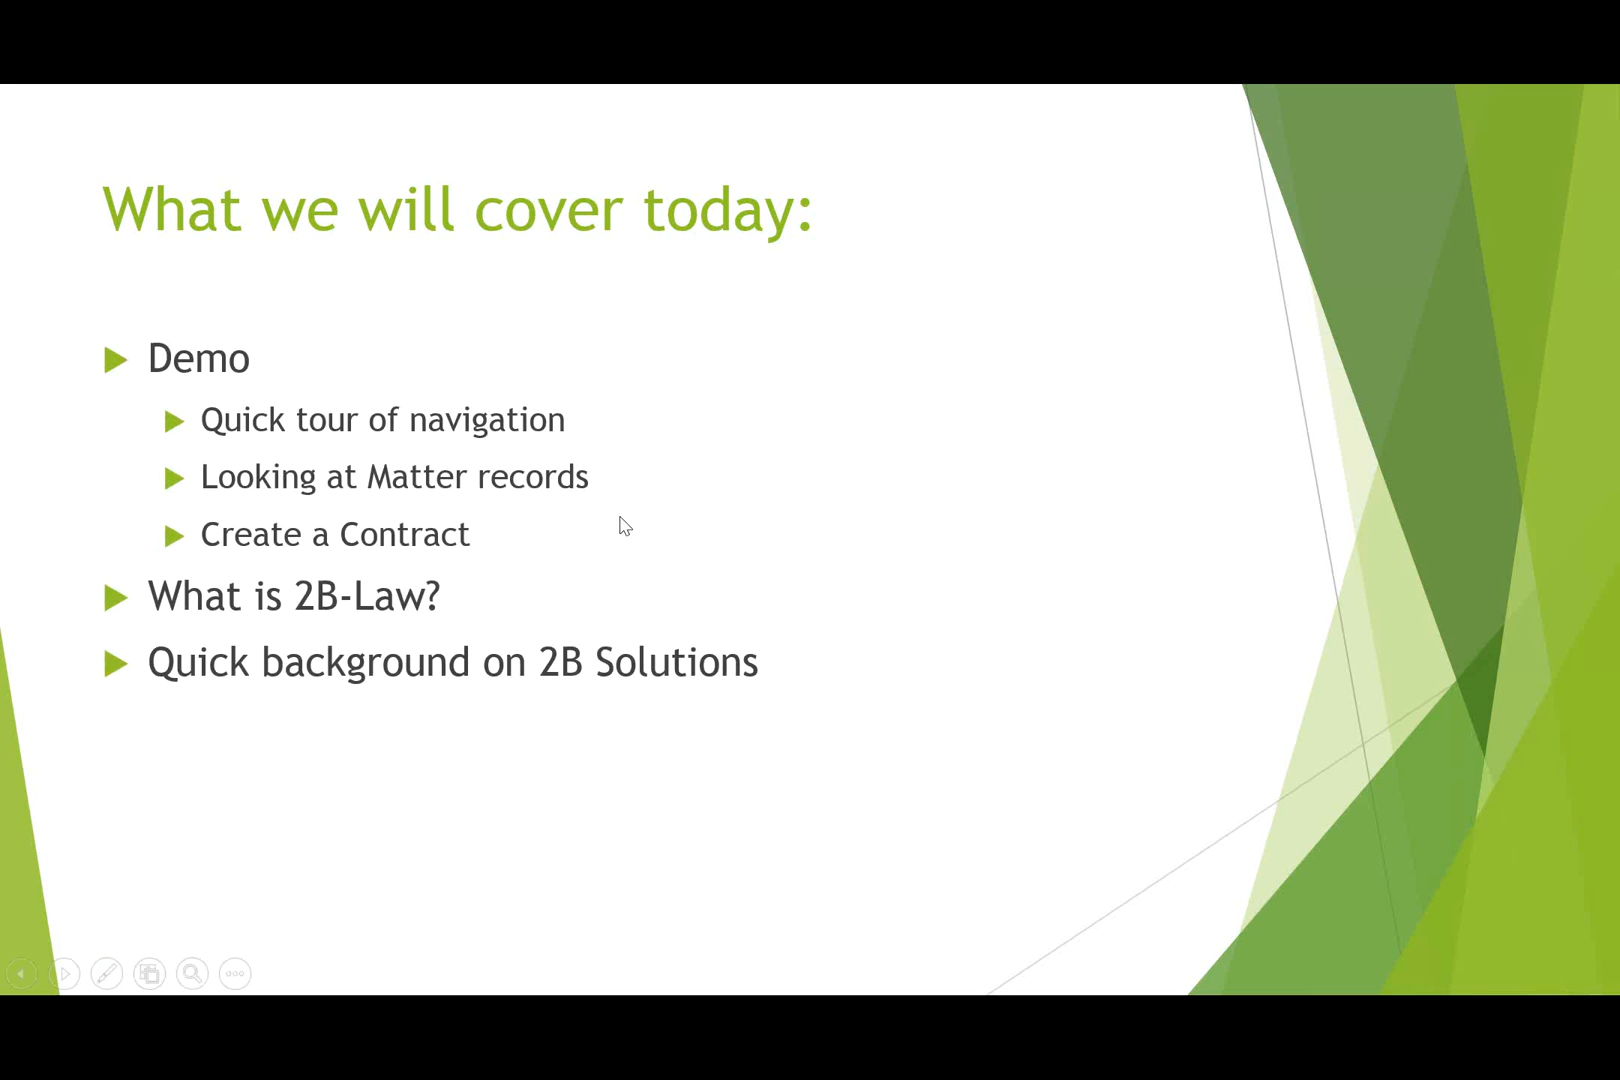 What we will cover today:
Demo
Quick tour of navigation
Looking at Matter records
Create a Contract
What is 2B-Law?
Quick background on 2B Solutions